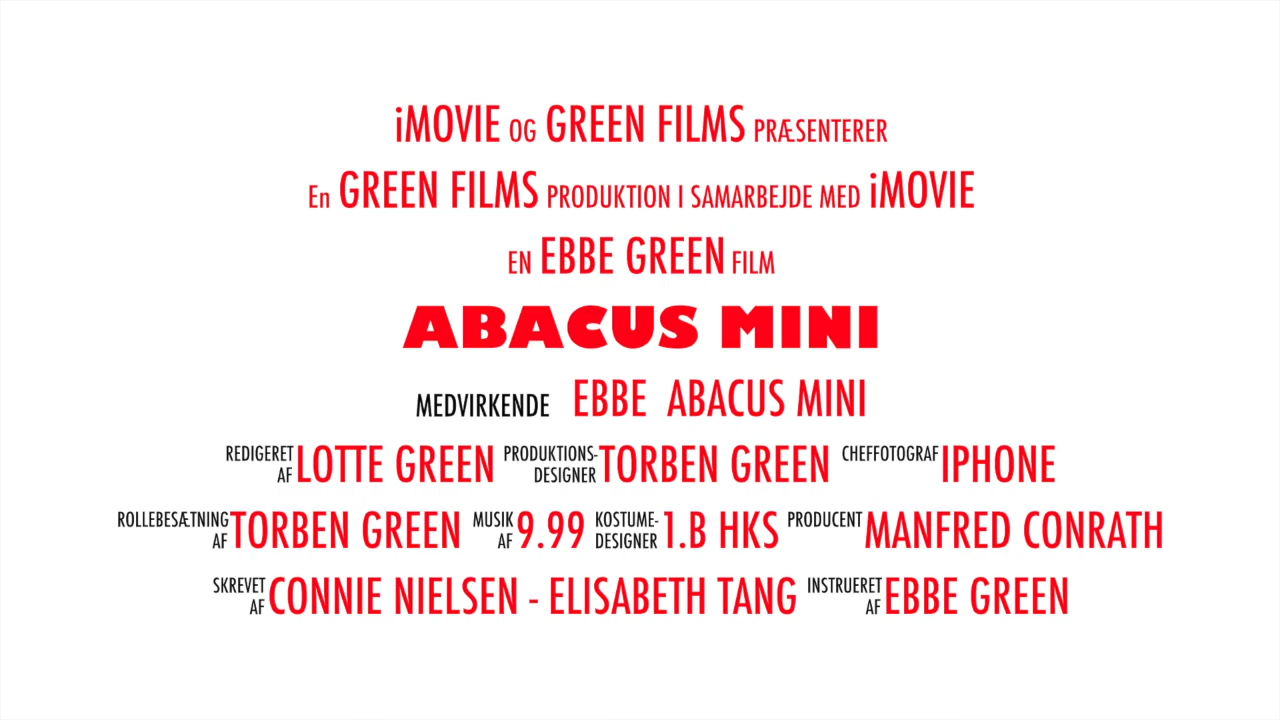 iMOVIE OG GREEN FILMS PRÆSENTERER
En GREEN FILMS PRODUKTION I SAMARBEJDE MED iMOVIE
EN EBBE GREEN FILM
ABACUS MINI
MEDVIRKENDE EBBE ABACUS MINI
REDIGERET AF LOTTE GREEN PRODUKTIONS-DESIGNER TORBEN GREEN CHEFFOTOGRAF IPHONE
ROLLEBESÆTNING AF TORBEN GREEN MUSIK AF 9.99 KOSTUME-DESIGNER 1.B HKS PRODUCENT MANFRED CONRATH
SKREVET AF CONNIE NIELSEN - ELISABETH TANG INSTRUERET AF EBBE GREEN